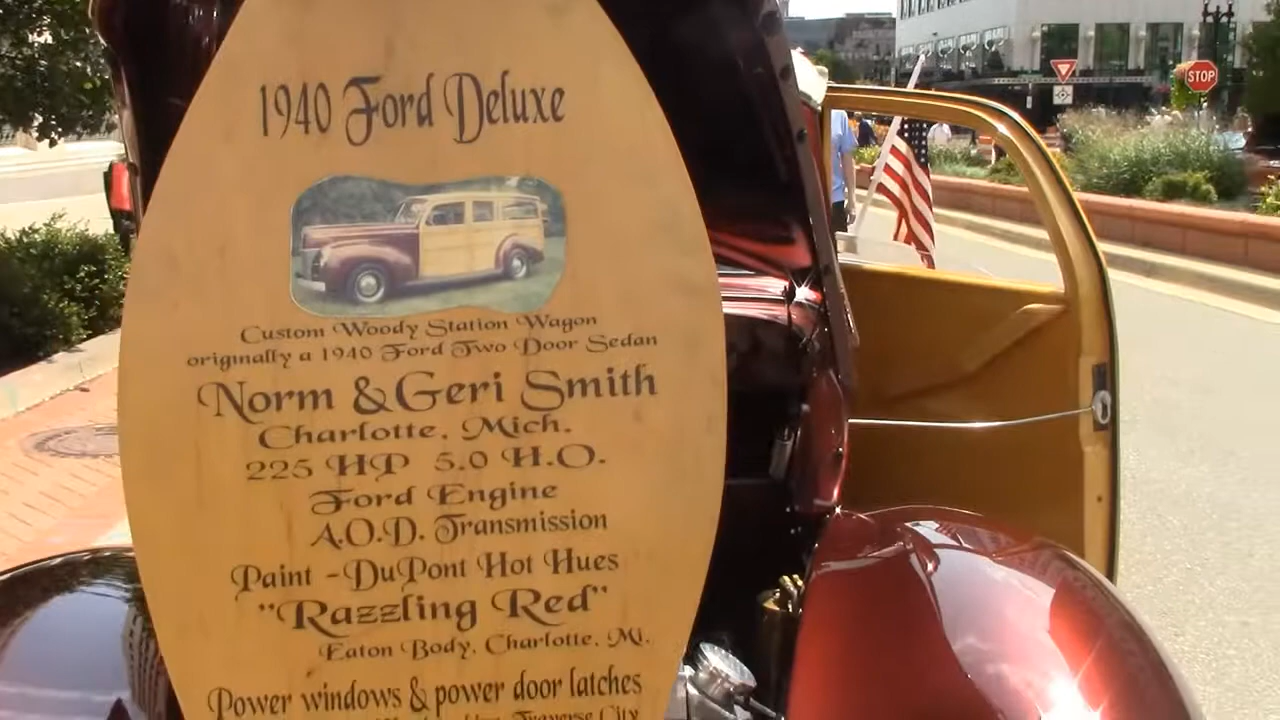 1940 Ford Deluxe
Custom Woody Station Wagon
originally a 1940 Ford Two Door Sedan
Norm & Geri Smith
Charlotte, Mich.
225 HP 5.0 H.O.
Ford Engine
A.O.D. Transmission
Paint - DuPont Hot Hues
"Razzling Red"
Eaton Body, Charlotte, Mi.
Power windows & power door latches
Traverse City
STOP